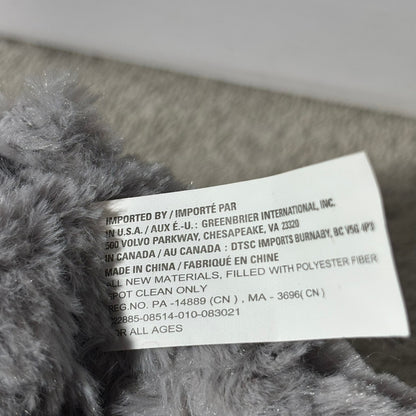 IMPORTED BY / IMPORTÉ PAR
IN U.S.A. / AUX É.-U. : GREENBRIER INTERNATIONAL, INC.
500 VOLVO PARKWAY, CHESAPEAKE, VA 23320
IN CANADA / AU CANADA : DTSC IMPORTS BURNABY, BC V5G 4P1
MADE IN CHINA / FABRIQUÉ EN CHINE
ALL NEW MATERIALS, FILLED WITH POLYESTER FIBER
SPOT CLEAN ONLY
REG.NO. PA -14889 (CN ) , MA - 3696( CN )
22885-08514-010-083021
FOR ALL AGES